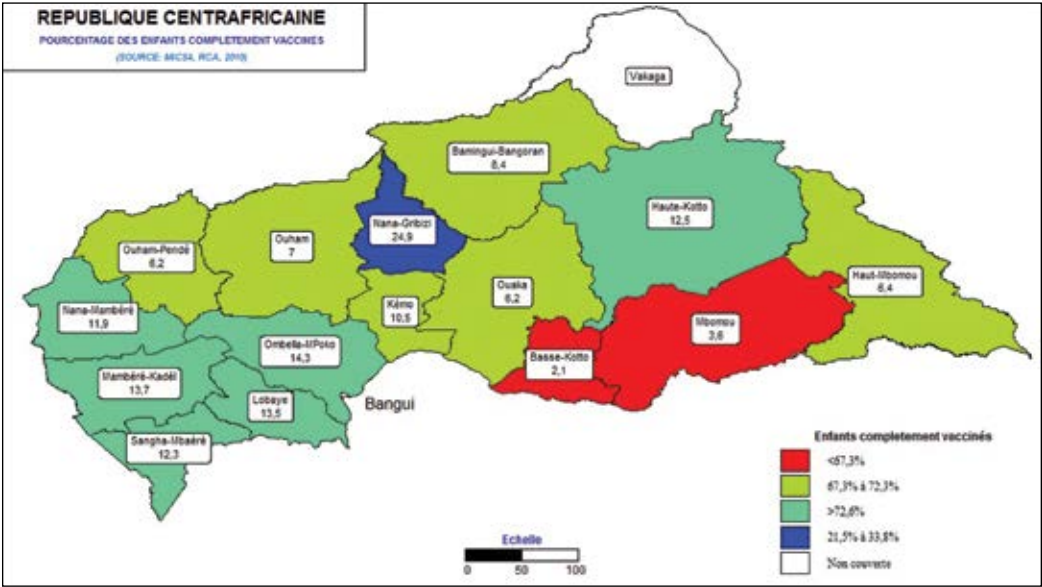 REPUBLIQUE CENTRAFRICAINE
POURCENTAGE DES ENFANTS COMPLETEMENT VACCINES
(SOURCE: MICS4, RCA, 2010)
Vakaga
Bamingui-Bangoran
8,4
Haute-Kotto
12,5
Nana-Gribizi
24,9
Ouham
7
Ouham-Pendé
6,2
Ouaka
6,2
Haut-Mbomou
6,4
Kémo
10,5
Nana-Mambéré
11,9
Mbomou
3,6
Ombella-MPoko
14,3
Basse-Kotto
2,1
Mambéré-Kadéï
13,7
Lobaye
13,5
Bangui
Sangha-Mbaéré
12,3
Enfants completement vaccinés
<67,3%
67,3% à 72,3%
>72,6%
21,5% à 33,8%
Non couverte
Echelle
0 50 100